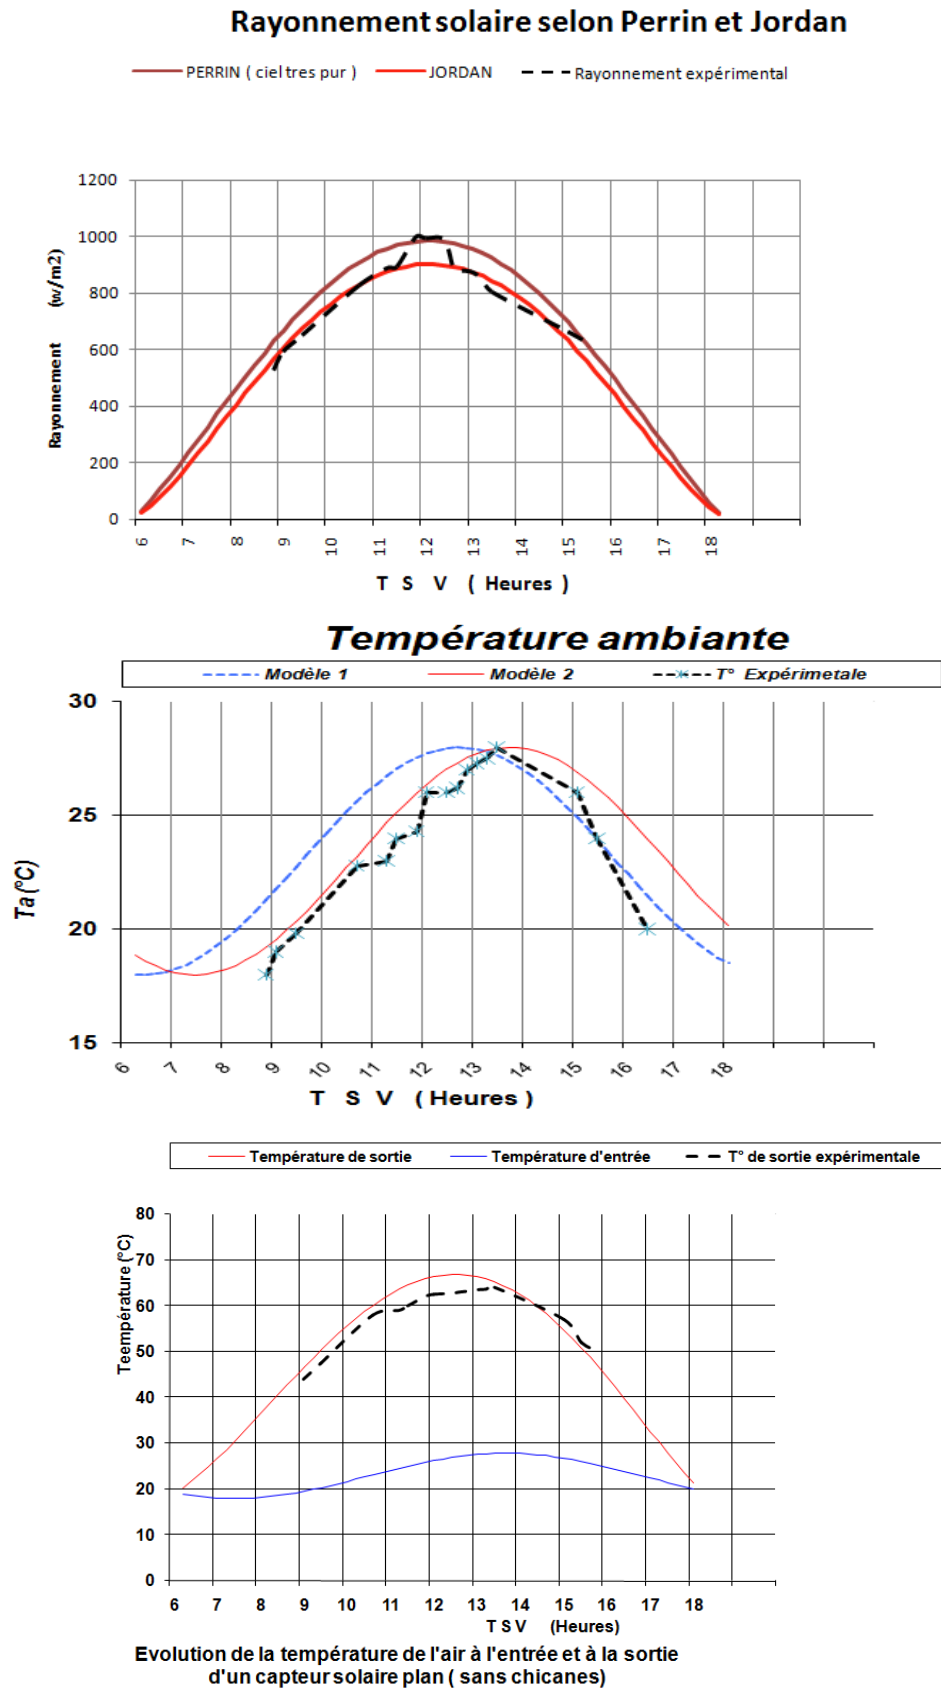 Rayonnement solaire selon Perrin et Jordan
PERRIN ( ciel tres pur )
JORDAN
Rayonnement expérimental
1200
1000
800
600
400
200
0
Rayonnement (w/m2)
6 7 8 9 10 11 12 13 14 15 16 17 18
T S V ( Heures )
Température ambiante
Modèle 1
Modèle 2
T° Expérimetale
30
25
20
15
Ta(°C)
6 7 8 9 10 11 12 13 14 15 16 17 18
T S V ( Heures )
Température de sortie
Température d'entrée
T° de sortie expérimentale
80
70
60
50
40
30
20
10
0
Teempérature (°C)
6 7 8 9 10 11 12 13 14 15 16 17 18
T S V (Heures)
Evolution de la température de l'air à l'entrée et à la sortie
d'un capteur solaire plan ( sans chicanes)